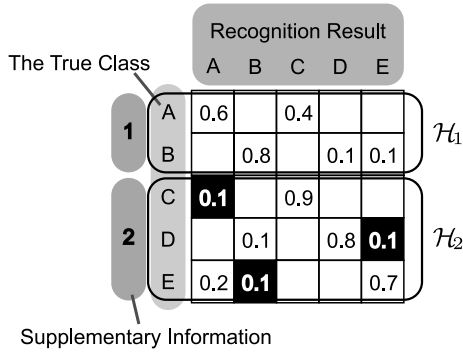 Recognition Result
The True Class
A B C D E
1
A 0.6 0.4
B 0.8 0.1 0.1
H1
2
C 0.1 0.9
D 0.1 0.8 0.1
E 0.2 0.1 0.7
H2
Supplementary Information